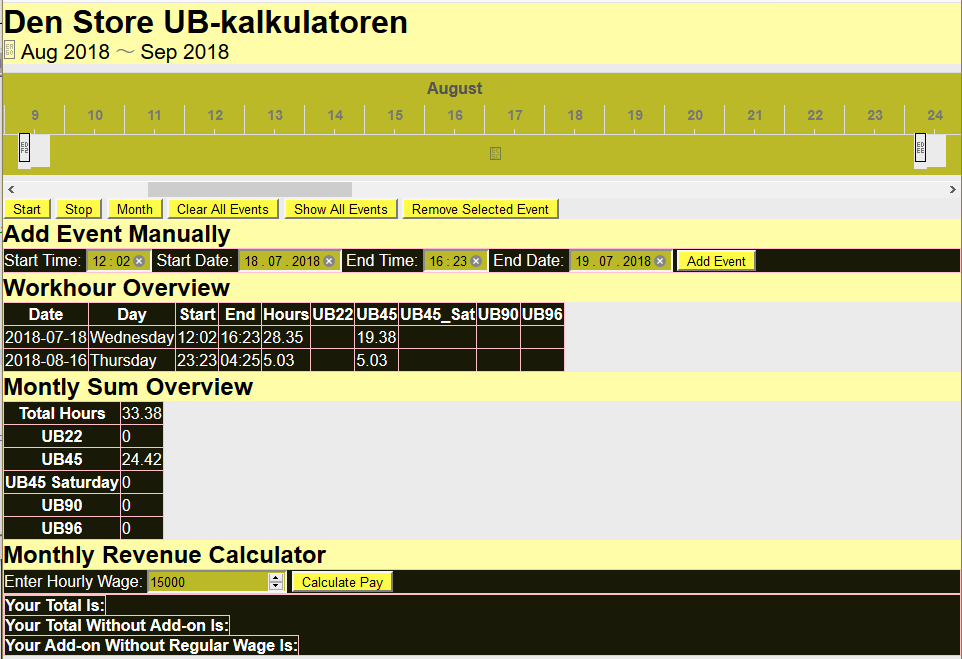 Den Store UB-kalkulatoren
Aug 2018 ～ Sep 2018
August
9 10 11 12 13 14 15 16 17 18 19 20 21 22 23 24
Start Stop Month Clear All Events Show All Events Remove Selected Event
Add Event Manually
Start Time: 12 : 02 Start Date: 18 . 07 . 2018 End Time: 16 : 23 End Date: 19 . 07 . 2018 Add Event
Workhour Overview
Date Day Start End Hours UB22 UB45 UB45_Sat UB90 UB96
2018-07-18 Wednesday 12:02 16:23 28.35 19.38
2018-08-16 Thursday 23:23 04:25 5.03 5.03
Montly Sum Overview
Total Hours 33.38
UB22 0
UB45 24.42
UB45 Saturday 0
UB90 0
UB96 0
Monthly Revenue Calculator
Enter Hourly Wage: 15000 Calculate Pay
Your Total Is:
Your Total Without Add-on Is:
Your Add-on Without Regular Wage Is: